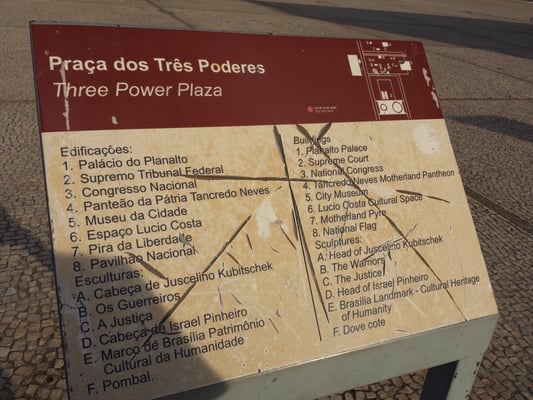 Praça dos Três Poderes
Three Power Plaza
Você está aqui
Edificações:
1. Palácio do Planalto
2. Supremo Tribunal Federal
3. Congresso Nacional
4. Panteão da Pátria Tancredo Neves
5. Museu da Cidade
6. Espaço Lucio Costa
7. Pira da Liberdade
8. Pavilhão Nacional
Esculturas:
A. Cabeça de Juscelino Kubitschek
B. Os Guerreiros
C. A Justiça
D. Cabeça de Israel Pinheiro
E. Marco de Brasília Patrimônio
Cultural da Humanidade
F. Pombal.
Buildings
1. Planalto Palace
2. Supreme Court
3. National Congress
4. Tancredo Neves Motherland Pantheon
5. City Museum
6. Lucio Costa Cultural Space
7. Motherland Pyre
8. National Flag
Sculptures:
A. Head of Juscelino Kubitschek
B. The Warriors
C. The Justice
D. Head of Israel Pinheiro
E. Brasília Landmark - Cultural Heritage
of Humanity
F. Dove cote